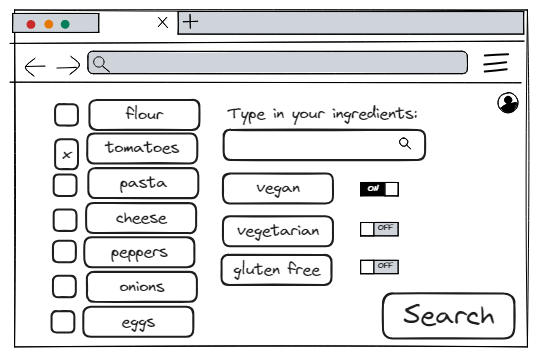 flour
x tomatoes
pasta
cheese
peppers
onions
eggs
Type in your ingredients:
vegan ON
vegetarian OFF
gluten free OFF
Search